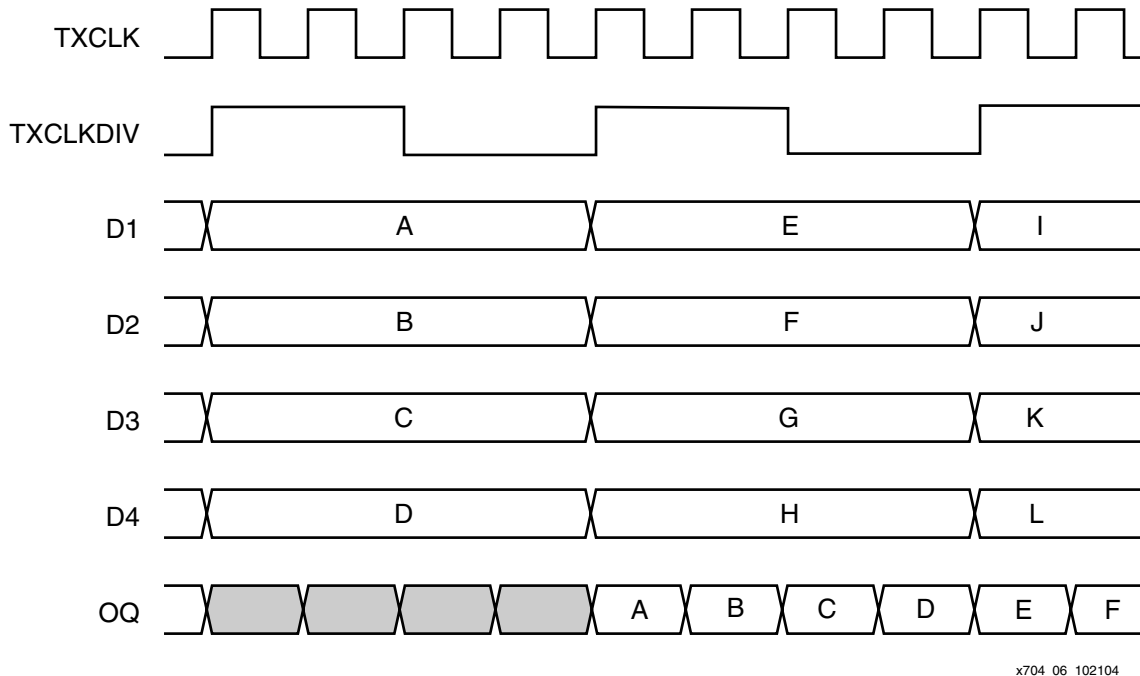 TXCLK
TXCLKDIV
D1 A E I
D2 B F J
D3 C G K
D4 D H L
OQ A B C D E F
x704_06_102104